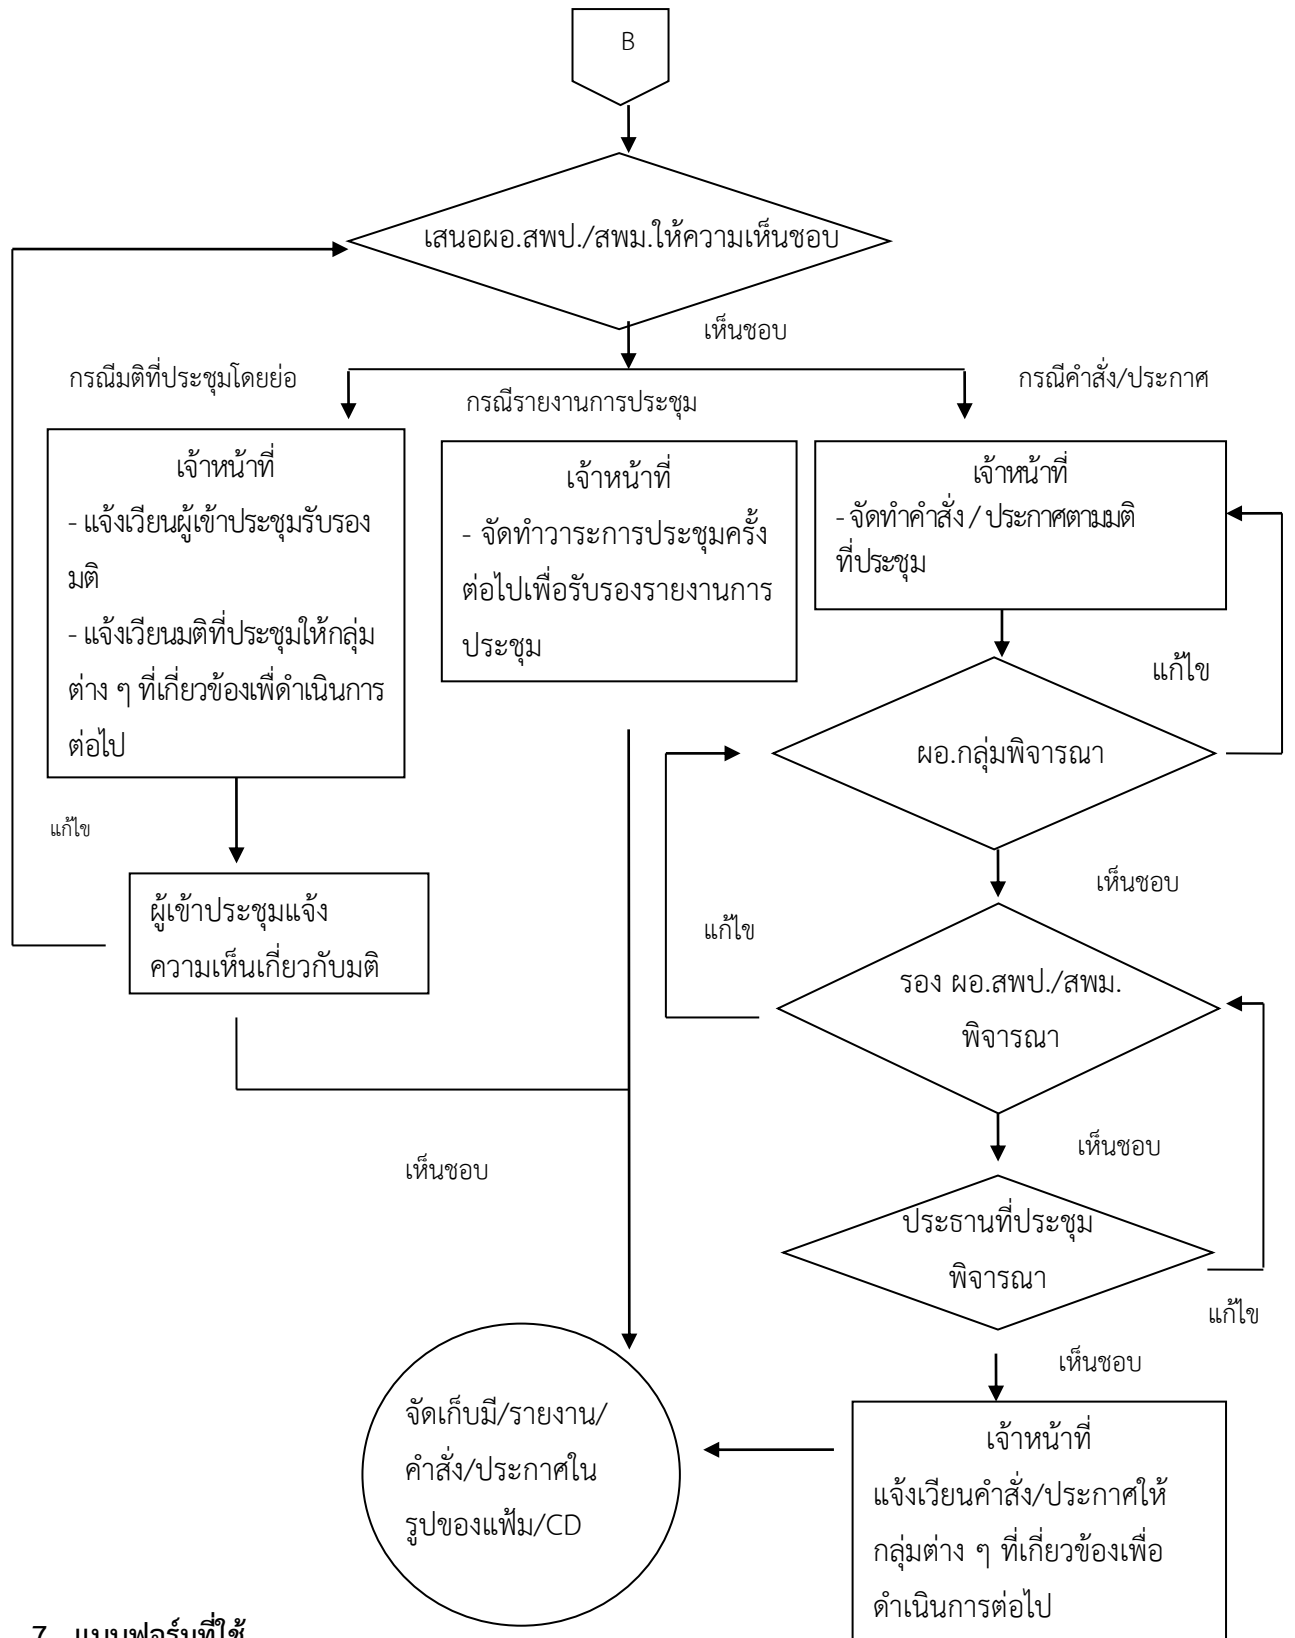 B
เสนอผอ.สพป./สพม.ให้ความเห็นชอบ
เห็นชอบ
กรณีมติที่ประชุมโดยย่อ
กรณีรายงานการประชุม
กรณีคำสั่ง/ประกาศ
เจ้าหน้าที่
- แจ้งเวียนผู้เข้าประชุมรับรอง
มติ
- แจ้งเวียนมติที่ประชุมให้กลุ่ม
ต่าง ๆ ที่เกี่ยวข้องเพื่ดำเนินการ
ต่อไป
เจ้าหน้าที่
- จัดทำวาระการประชุมครั้ง
ต่อไปเพื่อรับรองรายงานการ
ประชุม
เจ้าหน้าที่
- จัดทำคำสั่ง / ประกาศตามมติ
ที่ประชุม
แก้ไข
ผอ.กลุ่มพิจารณา
แก้ไข
ผู้เข้าประชุมแจ้ง
ความเห็นเกี่ยวกับมติ
เห็นชอบ
แก้ไข
รอง ผอ.สพป./สพม.
พิจารณา
เห็นชอบ
เห็นชอบ
ประธานที่ประชุม
พิจารณา
แก้ไข
เห็นชอบ
จัดเก็บมี/รายงาน/
คำสั่ง/ประกาศใน
รูปของแฟ้ม/CD
เจ้าหน้าที่
แจ้งเวียนคำสั่ง/ประกาศให้
กลุ่มต่าง ๆ ที่เกี่ยวข้องเพื่อ
ดำเนินการต่อไป
7. แบบฟอร์มที่ใช้